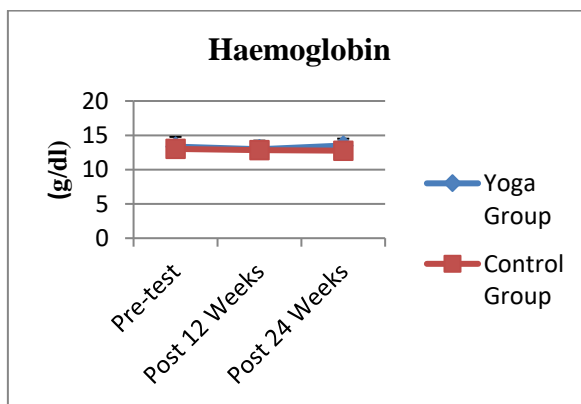 Haemoglobin
(g/dl)
20
15
10
5
0
Pre-test
Post 12 Weeks
Post 24 Weeks
Yoga
Group
Control
Group